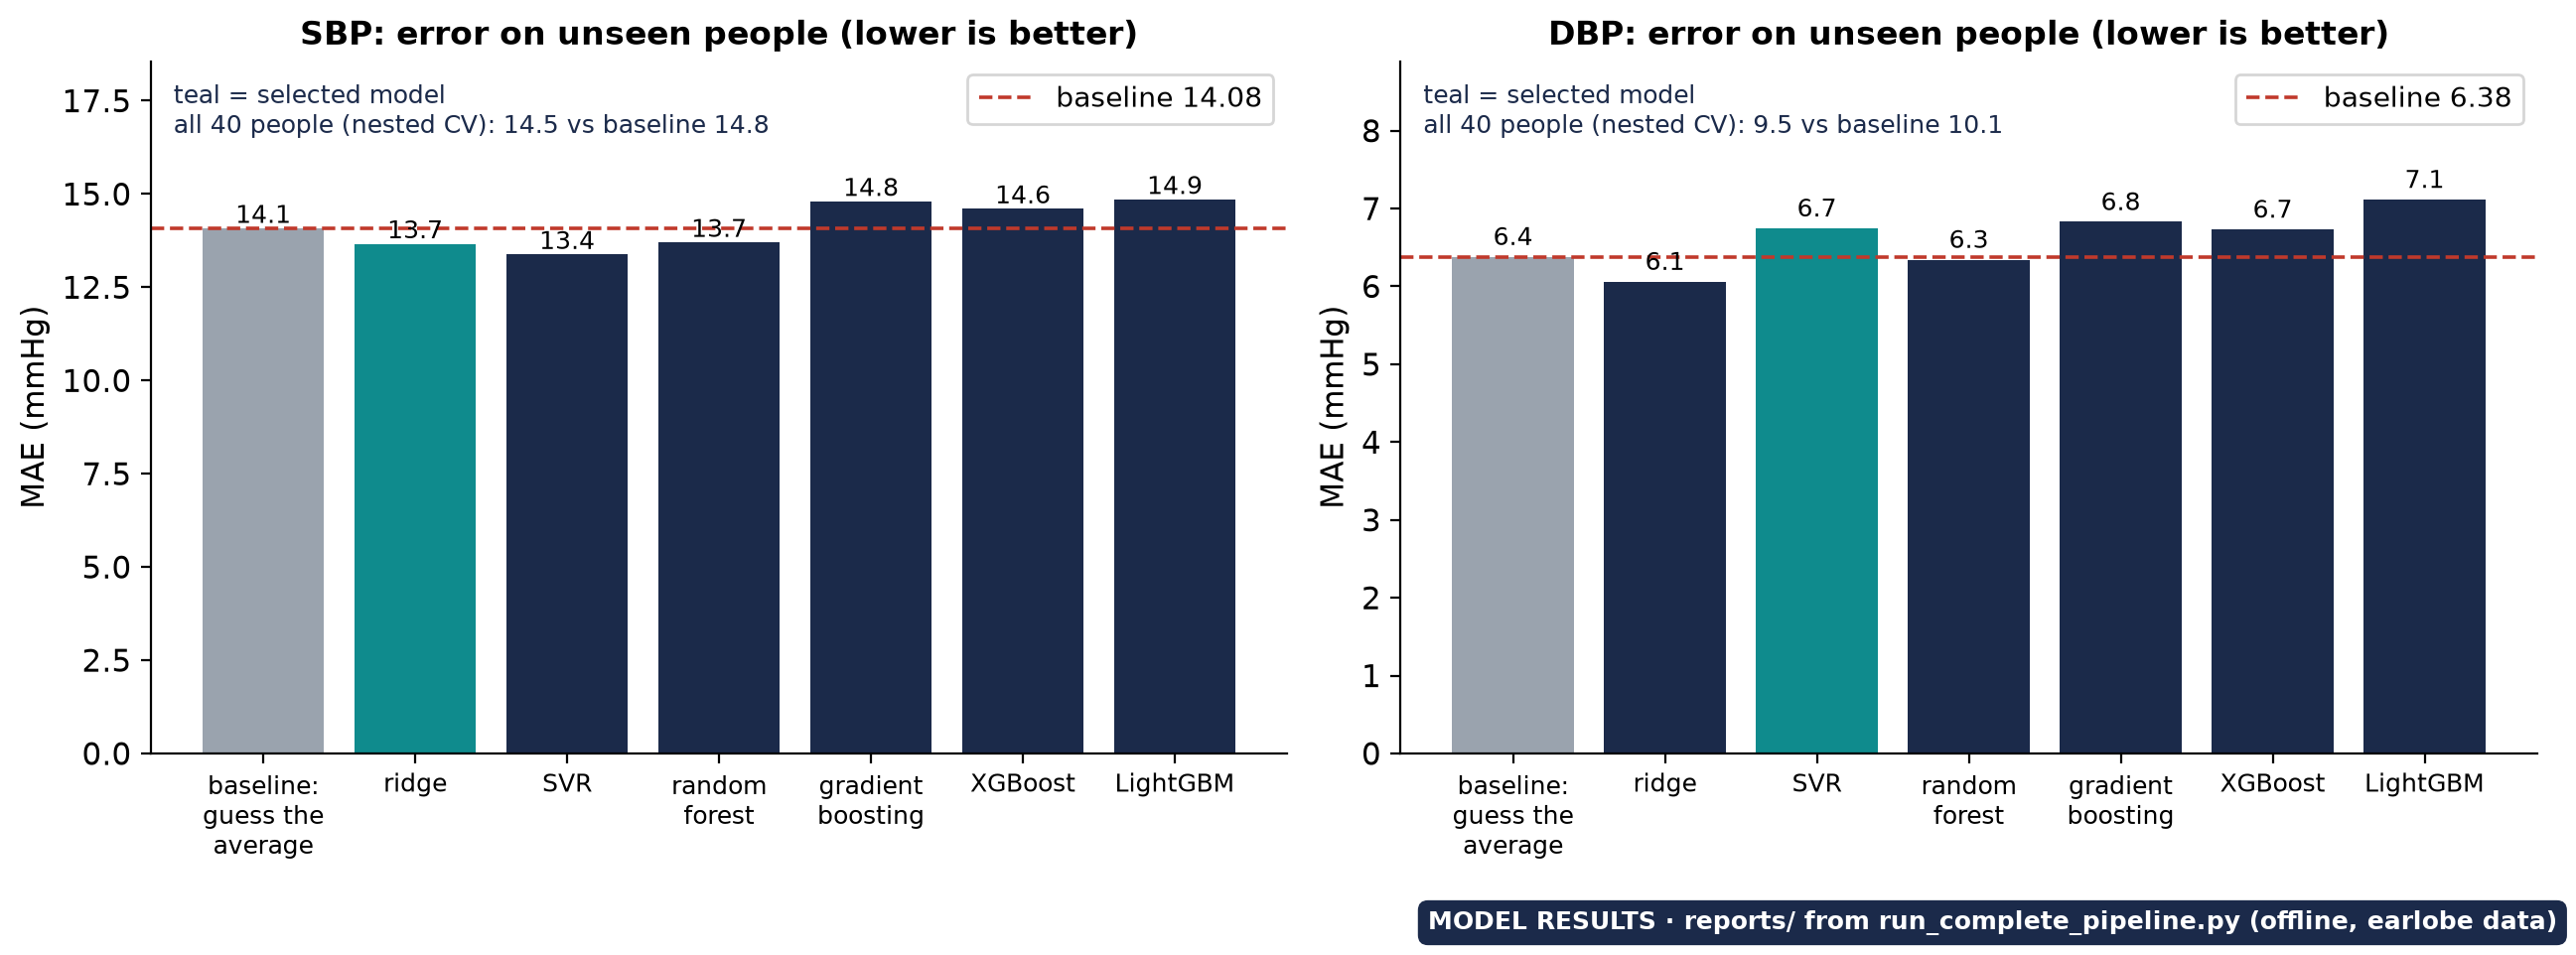 SBP: error on unseen people (lower is better)
teal = selected model
all 40 people (nested CV): 14.5 vs baseline 14.8
baseline 14.08
MAE (mmHg)
17.5
15.0
12.5
10.0
7.5
5.0
2.5
0.0
14.1
13.7
13.4
13.7
14.8
14.6
14.9
baseline:
guess the
average
ridge
SVR
random
forest
gradient
boosting
XGBoost
LightGBM
DBP: error on unseen people (lower is better)
teal = selected model
all 40 people (nested CV): 9.5 vs baseline 10.1
baseline 6.38
MAE (mmHg)
8
7
6
5
4
3
2
1
0
6.4
6.1
6.7
6.3
6.8
6.7
7.1
baseline:
guess the
average
ridge
SVR
random
forest
gradient
boosting
XGBoost
LightGBM
MODEL RESULTS · reports/ from run_complete_pipeline.py (offline, earlobe data)